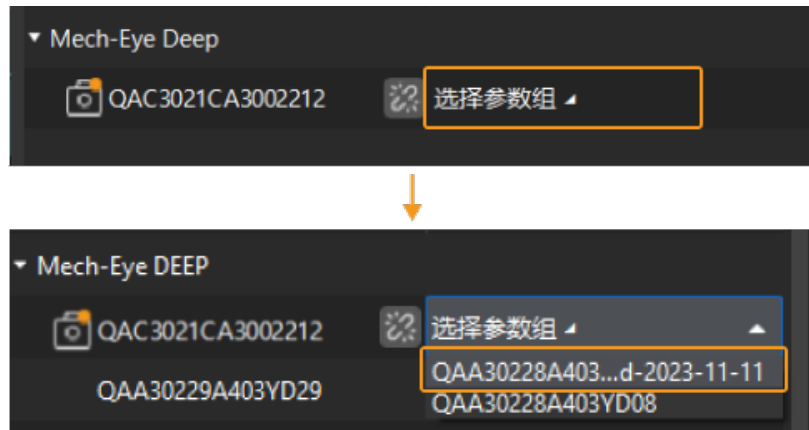 Mech-Eye Deep
QAC3021CA3002212 选择参数组
Mech-Eye DEEP
QAC3021CA3002212 选择参数组
QAA30228A403...d-2023-11-11
QAA30229A403YD29
QAA30228A403YD08